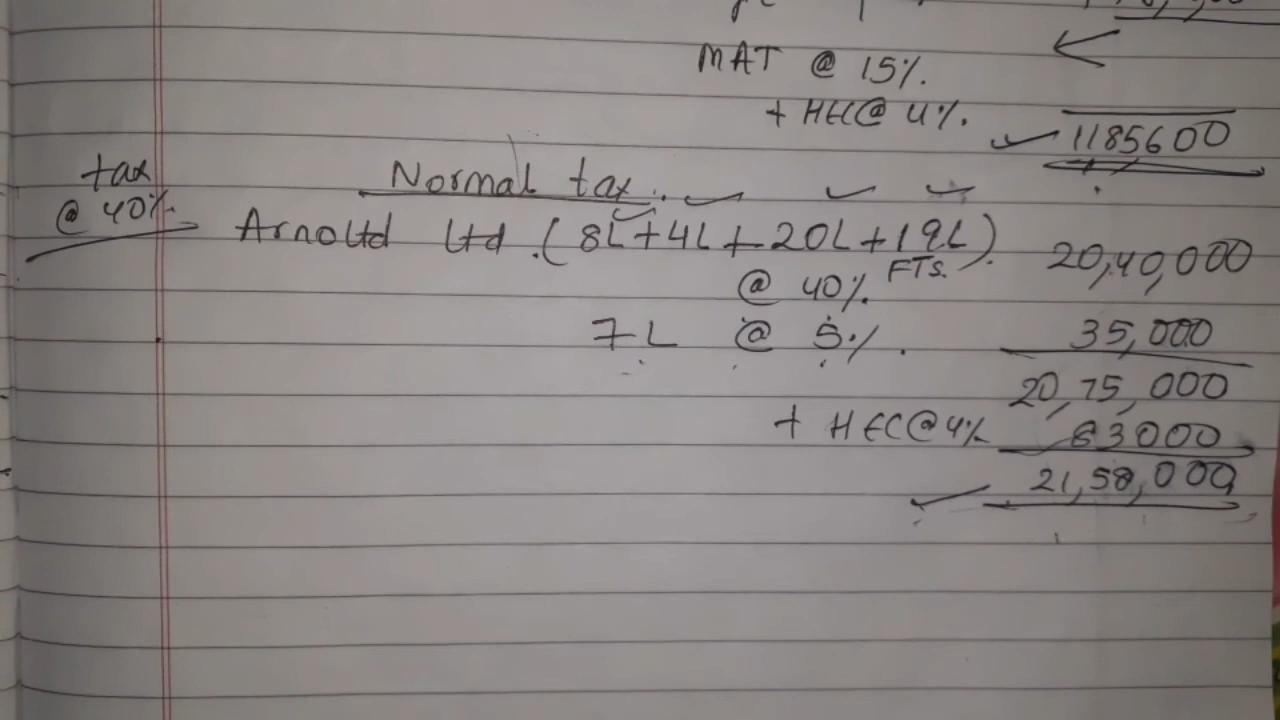 MAT @ 15%.
+ HEC@ 4%. 1185600
tax
@ 40%.
Normal tax.
Arnoltd Ltd. (8L+4L+20L+19L). 20,40,000
@ 40%. FTS.
7L @ 5%. 35,000
20,75,000
+ HEC@4% 83000
21,58,000